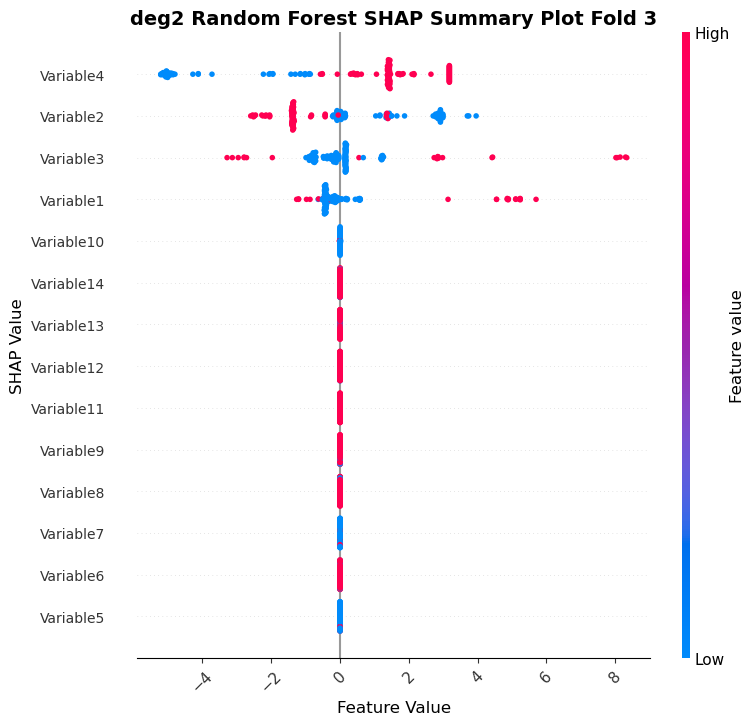 deg2 Random Forest SHAP Summary Plot Fold 3
High
Variable4
Variable2
Variable3
Variable1
Variable10
Variable14
Variable13
Variable12
Variable11
Variable9
Variable8
Variable7
Variable6
Variable5
SHAP Value
Feature value
Low
−4
−2
0
2
4
6
8
Feature Value